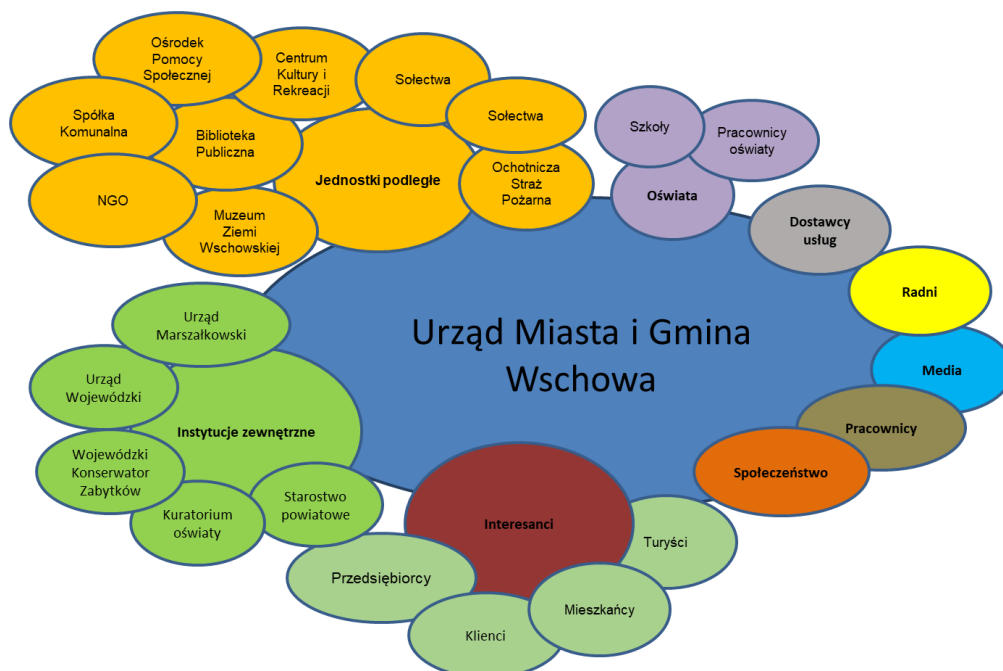 Ośrodek
Pomocy
Społecznej
Centrum
Kultury i
Rekreacji
Sołectwa
Sołectwa
Spółka
Komunalna
Biblioteka
Publiczna
Jednostki podległe
Ochotnicza
Straż
Pożarna
NGO
Muzeum
Ziemi
Wschowskiej
Szkoły
Pracownicy
oświaty
Oświata
Dostawcy
usług
Radni
Media
Pracownicy
Społeczeństwo
Urząd Miasta i Gmina
Wschowa
Urząd
Marszałkowski
Urząd
Wojewódzki
Instytucje zewnętrzne
Wojewódzki
Konserwator
Zabytków
Kuratorium
oświaty
Starostwo
powiatowe
Interesanci
Przedsiębiorcy
Klienci
Mieszkańcy
Turyści